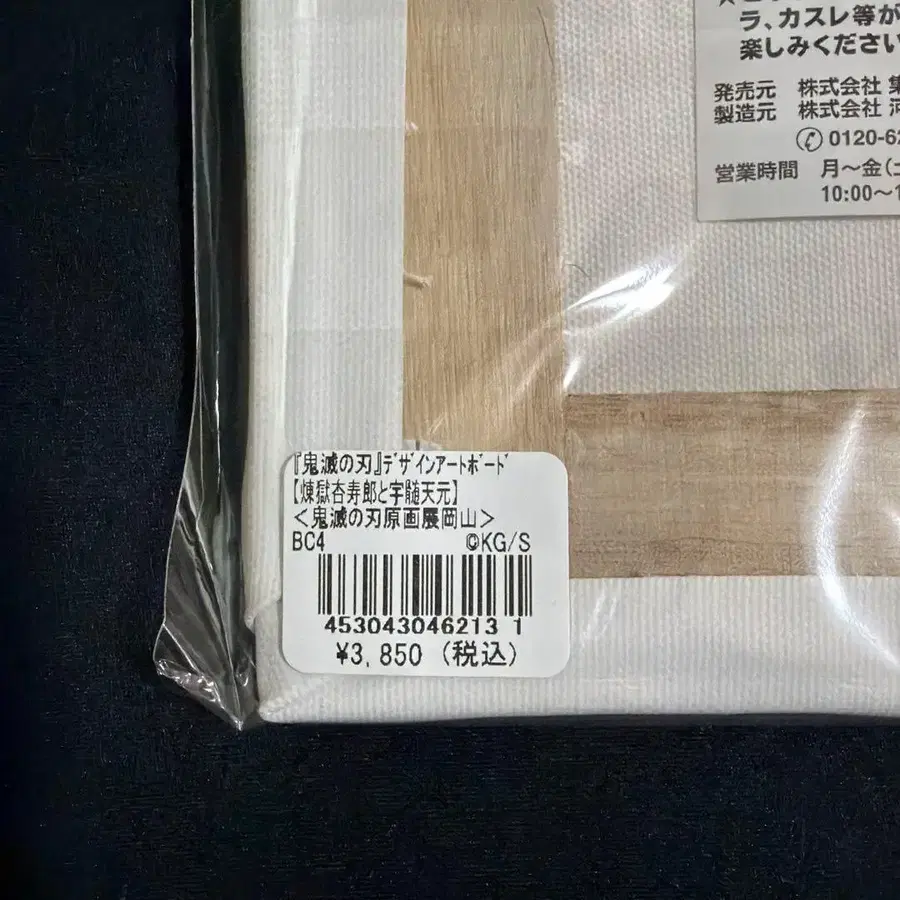 ラ、カスレ等が
楽しみください
発売元 株式会社 集
製造元 株式会社 河
0120-62
営業時間 月〜金(土
10:00〜1
『鬼滅の刃』ﾃﾞｻﾞｲﾝｱｰﾄﾎﾞｰﾄﾞ
【煉獄杏寿郎と宇髄天元】
＜鬼滅の刃原画展岡山＞
BC4 ©KG/S
453043046213 1
¥3,850 (税込)